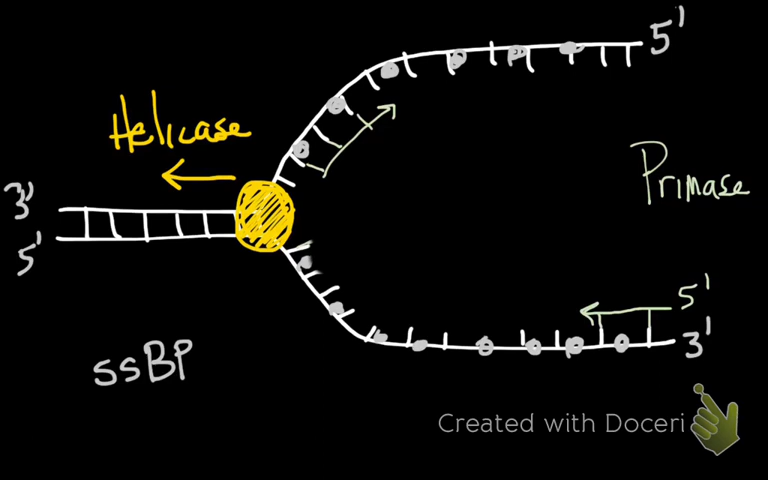 5'
Helicase
Primase
3'
5'
5'
3'
ssBP
Created with Doceri